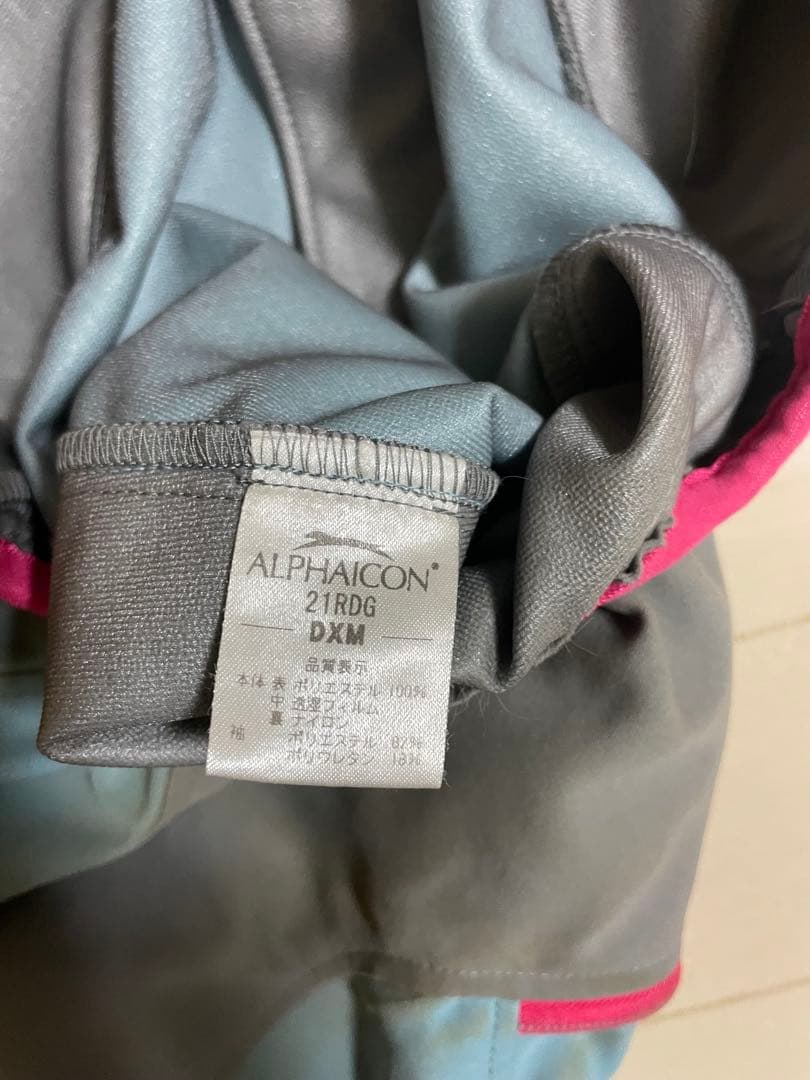 ALPHAICON®
21RDG
DXM
品質表示
本体 表 ポリエステル 100%
中 透湿フィルム
裏 ナイロン
袖 ポリエステル 82%
ポリウレタン 18%